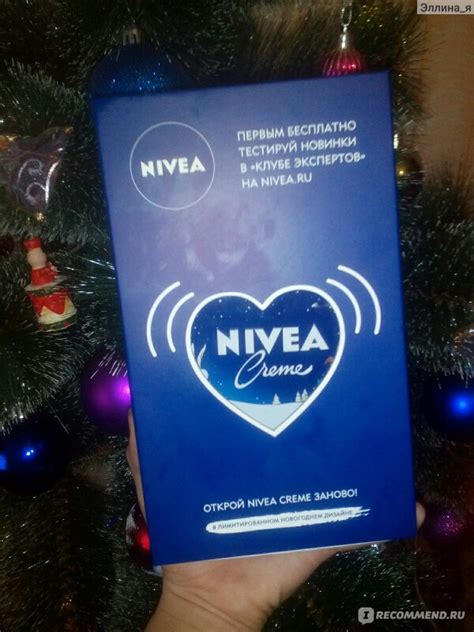 Эллина_я
NIVEA
ПЕРВЫМ БЕСПЛАТНО
ТЕСТИРУЙ НОВИНКИ
В «КЛУБЕ ЭКСПЕРТОВ»
НА NIVEA.RU
NIVEA
Creme
ОТКРОЙ NIVEA CREME ЗАНОВО!
В ЛИМИТИРОВАННОМ НОВОГОДНЕМ ДИЗАЙНЕ
I RECOMMEND.RU